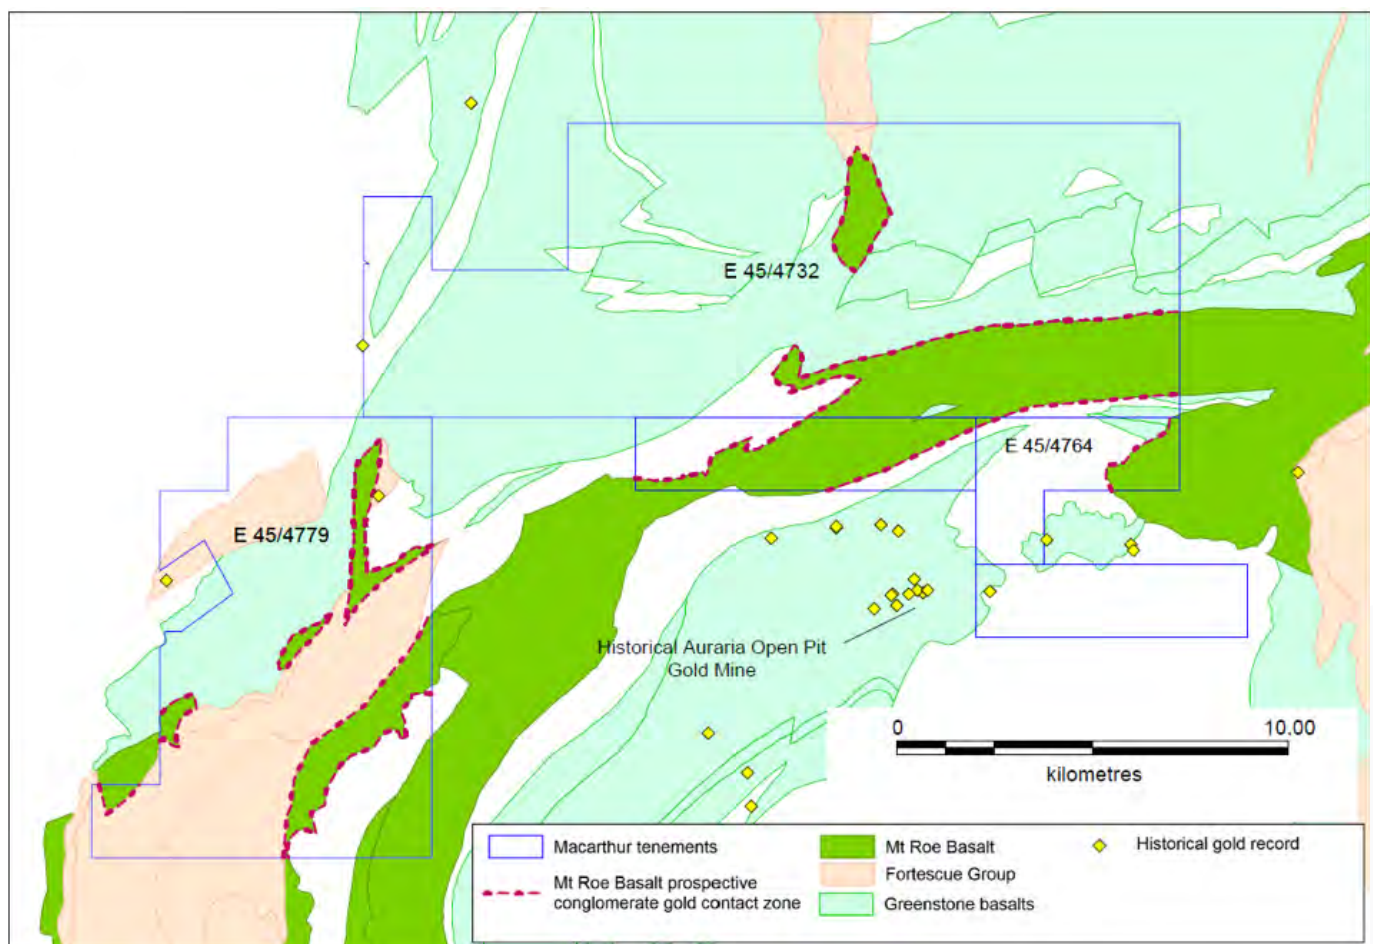 E 45/4732
E 45/4764
E 45/4779
Historical Auraria Open Pit
Gold Mine
0
10.00
kilometres
Macarthur tenements
Mt Roe Basalt prospective
conglomerate gold contact zone
Mt Roe Basalt
Fortescue Group
Greenstone basalts
Historical gold record